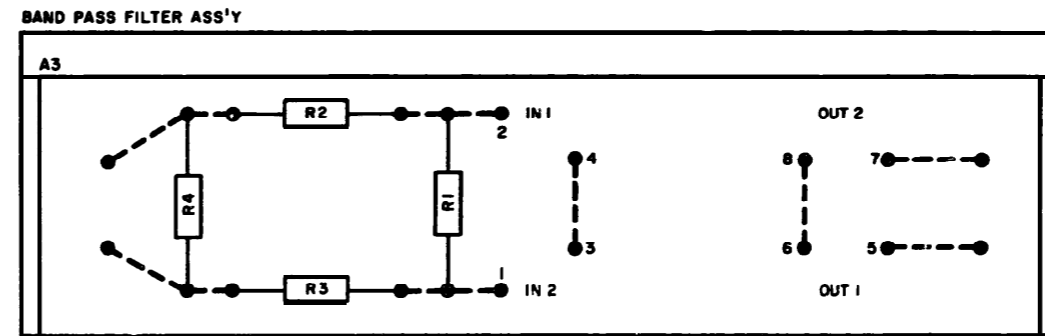 BAND PASS FILTER ASS'Y
A3
R2
IN 1
OUT 2
2
4
8
7
R4
R1
3
6
5
1
R3
IN 2
OUT 1